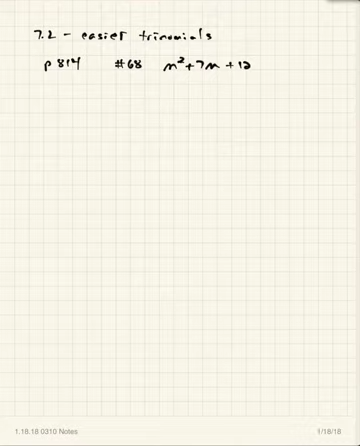 7.2 - easier trinomials
p 814 #68 m²+7m+12
1.18.18 0310 Notes 1/18/18